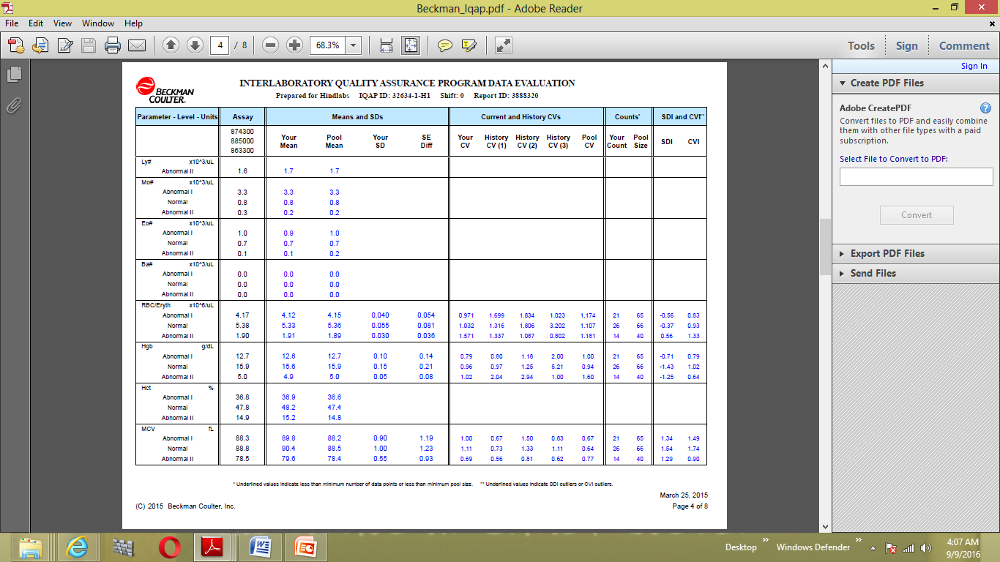 Beckman_Iqap.pdf - Adobe Reader
File Edit View Window Help
4 / 8 68.3% Tools Sign Comment
Sign In
Create PDF Files
Adobe CreatePDF
Convert files to PDF and easily combine
them with other file types with a paid
subscription.
Select File to Convert to PDF:
Convert
Export PDF Files
Send Files
BECKMAN
COULTER
INTERLABORATORY QUALITY ASSURANCE PROGRAM DATA EVALUATION
Prepared for Hindlabs IQAP ID: 32634-1-H1 Shift: 0 Report ID: 3888320
Parameter - Level - Units Assay Means and SDs Current and History CVs Counts* SDI and CVI**
874300
885000
863300
Your Mean Pool Mean Your SD SE Diff Your CV History CV (1) History CV (2) History CV (3) Pool CV Your Count Pool Size SDI CVI
Ly# x10^3/uL
Abnormal II 1.6 1.7 1.7
Mo# x10^3/uL
Abnormal I 3.3 3.3 3.3
Normal 0.8 0.8 0.8
Abnormal II 0.3 0.2 0.2
Eo# x10^3/uL
Abnormal I 1.0 0.9 1.0
Normal 0.7 0.7 0.7
Abnormal II 0.1 0.1 0.2
Ba# x10^3/uL
Abnormal I 0.0 0.0 0.0
Normal 0.0 0.0 0.0
Abnormal II 0.0 0.0 0.0
RBC/Eryth x10^6/uL
Abnormal I 4.17 4.12 4.15 0.040 0.054 0.971 1.699 1.834 1.023 1.174 21 65 -0.56 0.83
Normal 5.38 5.33 5.36 0.055 0.081 1.032 1.316 1.806 3.202 1.107 26 66 -0.37 0.93
Abnormal II 1.90 1.91 1.89 0.030 0.036 1.571 1.337 1.087 0.802 1.181 14 40 0.56 1.33
Hgb g/dL
Abnormal I 12.7 12.6 12.7 0.10 0.14 0.79 0.80 1.18 2.00 1.00 21 65 -0.71 0.79
Normal 15.9 15.6 15.9 0.15 0.21 0.96 0.97 1.25 5.21 0.94 26 66 -1.43 1.02
Abnormal II 5.0 4.9 5.0 0.05 0.08 1.02 2.04 2.94 1.00 1.60 14 40 -1.25 0.64
Hct %
Abnormal I 36.8 36.9 36.6
Normal 47.8 48.2 47.4
Abnormal II 14.9 15.2 14.8
MCV fL
Abnormal I 88.3 89.8 88.2 0.90 1.19 1.00 0.67 1.50 0.83 0.67 21 65 1.34 1.49
Normal 88.8 90.4 88.5 1.00 1.23 1.11 0.73 1.33 1.11 0.64 26 66 1.54 1.74
Abnormal II 78.5 79.6 78.4 0.55 0.93 0.69 0.56 0.81 0.62 0.77 14 40 1.29 0.90
* Underlined values indicate less than minimum number of data points or less than minimum pool size. ** Underlined values indicate SDI outliers or CVI outliers.
March 25, 2015
(C) 2015 Beckman Coulter, Inc. Page 4 of 8
Desktop Windows Defender 4:07 AM
9/9/2016